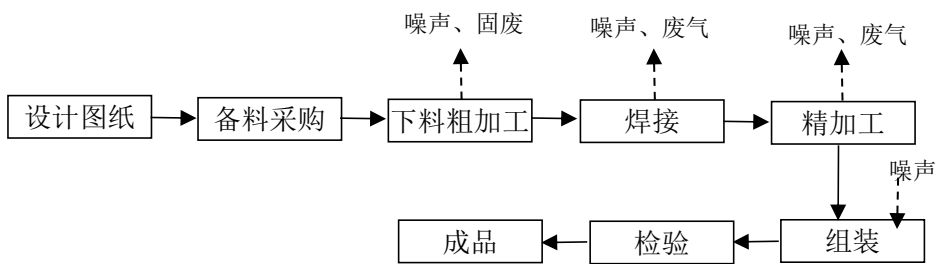 噪声、固废
噪声、废气
噪声、废气
设计图纸
备料采购
下料粗加工
焊接
精加工
噪声
成品
检验
组装